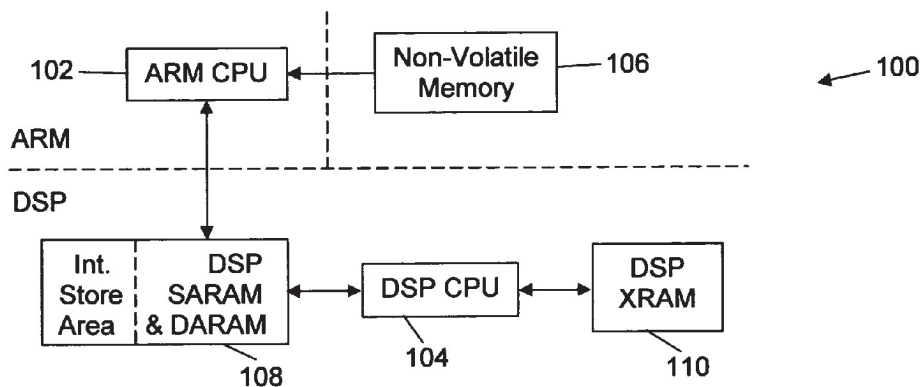 102
ARM CPU
Non-Volatile
Memory
106
100
ARM
DSP
Int.
Store
Area
DSP
SARAM
& DARAM
DSP CPU
DSP
XRAM
108
104
110